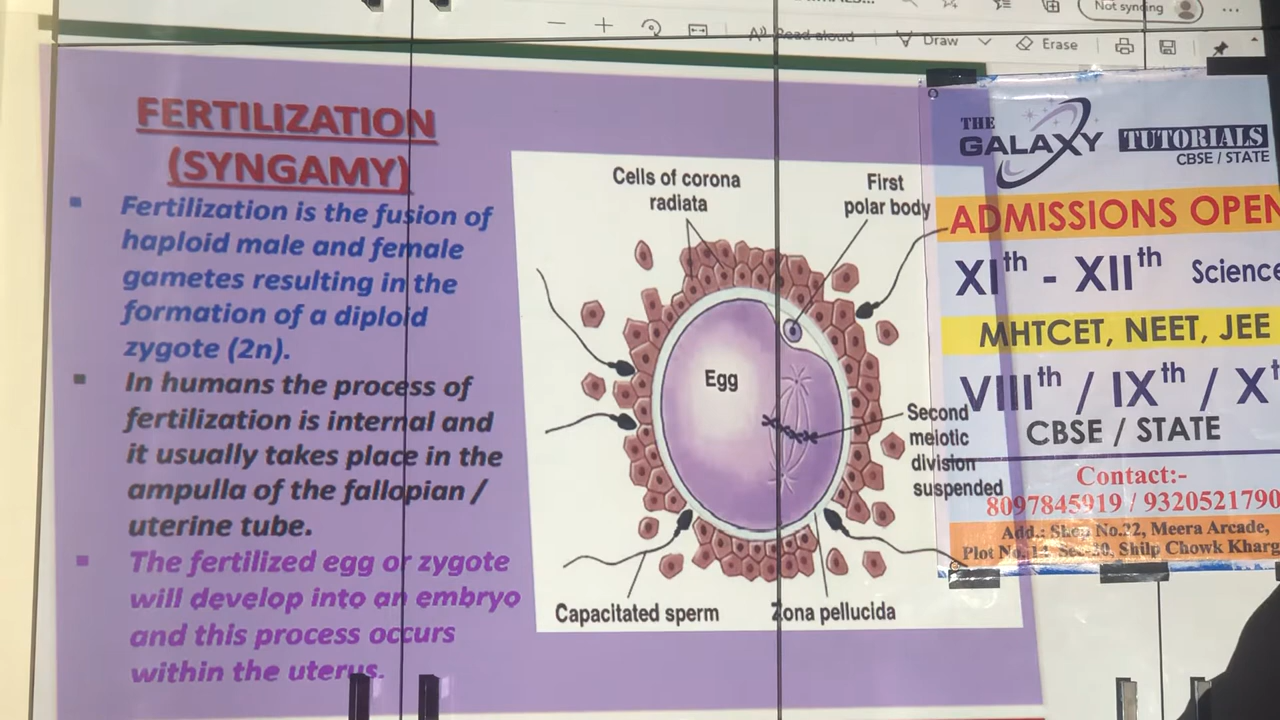 Not syncing
Read aloud
Draw
Erase
FERTILIZATION
(SYNGAMY)
Fertilization is the fusion of
haploid male and female
gametes resulting in the
formation of a diploid
zygote (2n).
In humans the process of
fertilization is internal and
it usually takes place in the
ampulla of the fallopian /
uterine tube.
The fertilized egg or zygote
will develop into an embryo
and this process occurs
within the uterus.
Cells of corona
radiata
First
polar body
Egg
Second
meiotic
division
suspended
Capacitated sperm
Zona pellucida
THE
GALAXY TUTORIALS
CBSE / STATE
ADMISSIONS OPEN
XIth - XIIth Science
MHTCET, NEET, JEE
VIIIth / IXth / Xt
CBSE / STATE
Contact:-
8097845919 / 9320521790
Add.: Shop No.22, Meera Arcade,
Plot No. 14, Sec-20, Shilp Chowk Kharg